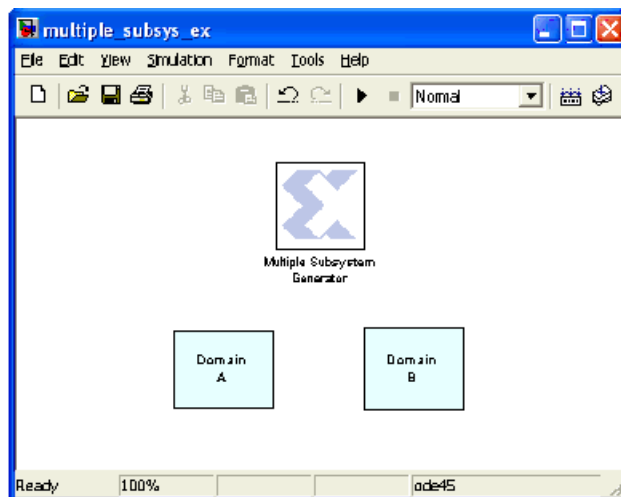 multiple_subsys_ex
File Edit View Simulation Format Tools Help
Normal
Multiple Subsystem
Generator
Domain
A
Domain
B
Ready 100% ode45